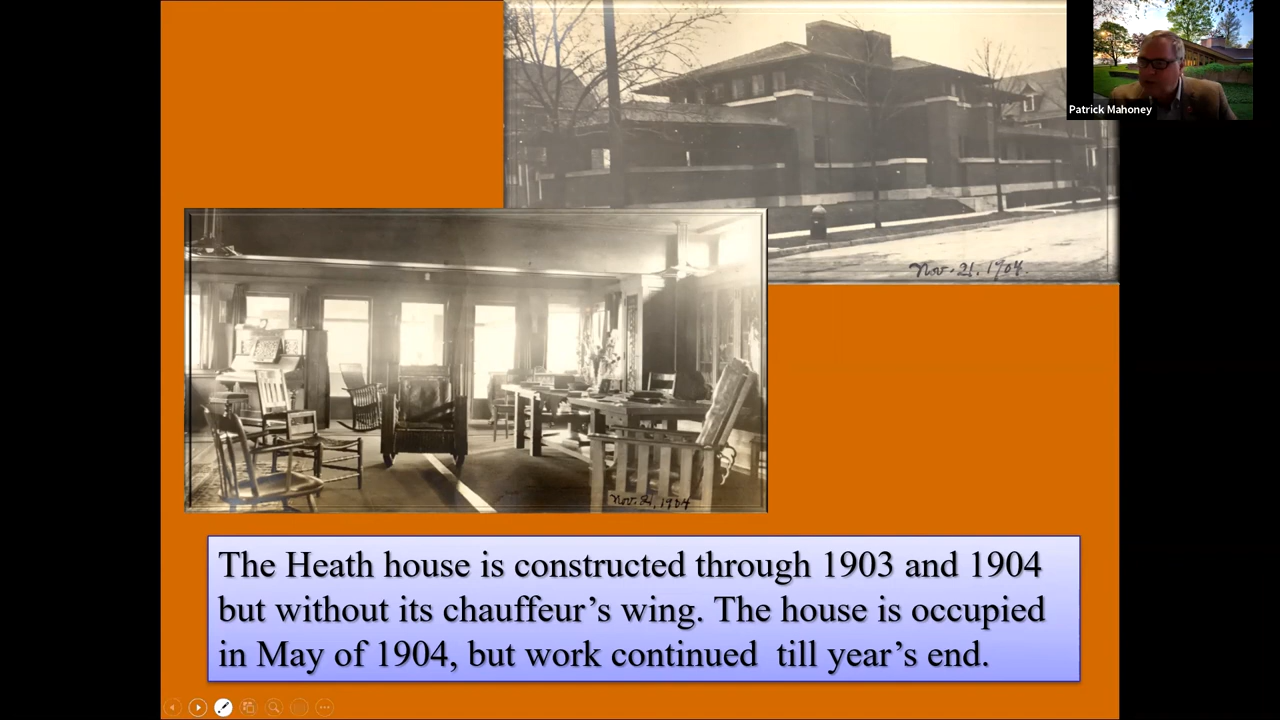 Patrick Mahoney
Nov. 21, 1904.
Nov. 21, 1904
The Heath house is constructed through 1903 and 1904
but without its chauffeur’s wing. The house is occupied
in May of 1904, but work continued  till year’s end.